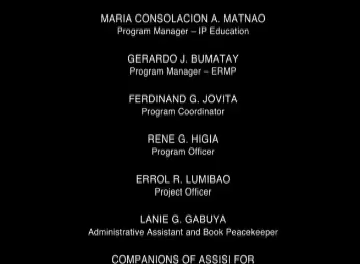 MARIA CONSOLACION A. MATNAO
Program Manager – IP Education
GERARDO J. BUMATAY
Program Manager – ERMP
FERDINAND G. JOVITA
Program Coordinator
RENE G. HIGIA
Program Officer
ERROL R. LUMIBAO
Project Officer
LANIE G. GABUYA
Administrative Assistant and Book Peacekeeper
COMPANIONS OF ASSISI FOR